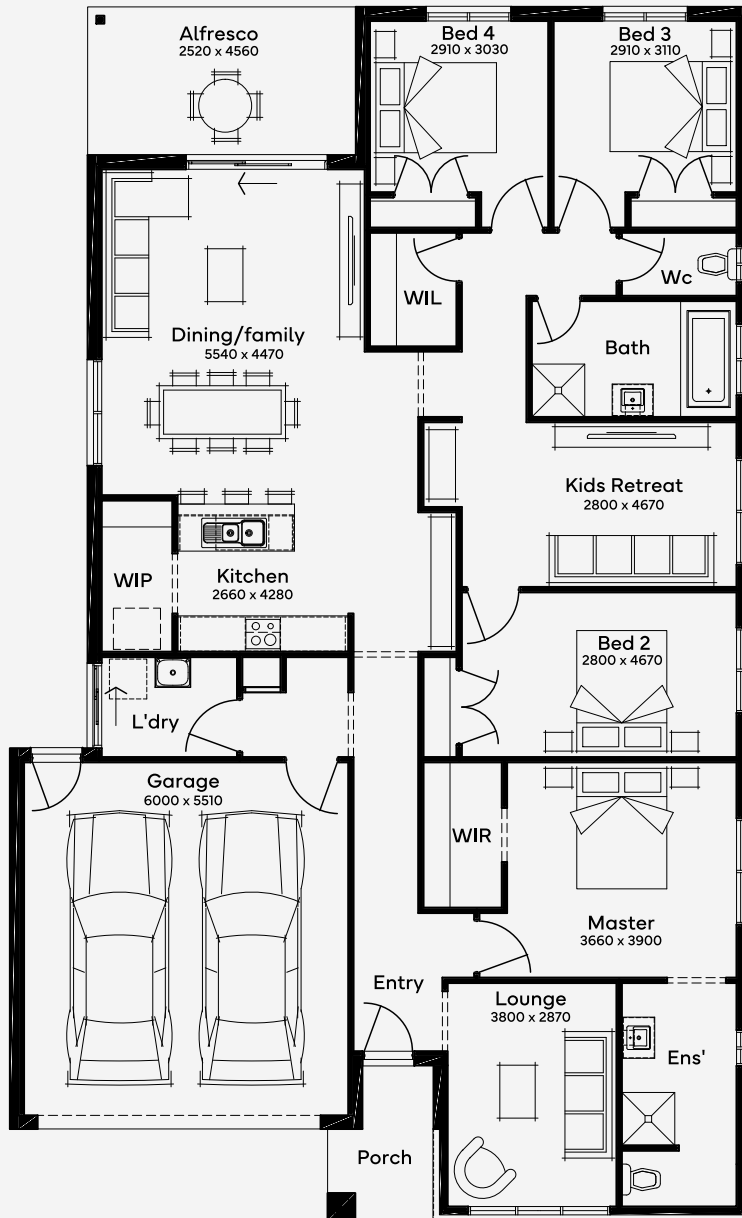 Alfresco
2520 x 4560
Bed 4
2910 x 3030
Bed 3
2910 x 3110
WIL
Wc
Dining/family
5540 x 4470
Bath
Kids Retreat
2800 x 4670
WIP
Kitchen
2660 x 4280
Bed 2
2800 x 4670
L'dry
Garage
6000 x 5510
WIR
Master
3660 x 3900
Entry
Lounge
3800 x 2870
Ens'
Porch